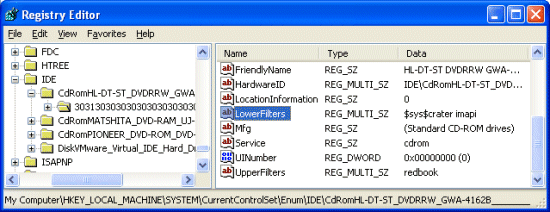 Registry Editor
File Edit View Favorites Help
FDC
HTREE
IDE
CdRomHL-DT-ST_DVDRRW_GWA
CdRomMATSHITA_DVD-RAM_UJ-
CdRomPIONEER_DVD-ROM_DVD-
DiskVMware_Virtual_IDE_Hard_D
ISAPNP
Name Type Data
FriendlyName REG_SZ HL-DT-ST DVDRRW GWA-...
HardwareID REG_MULTI_SZ IDE\CdRomHL-DT-ST_DVD...
LocationInformation REG_SZ 0
LowerFilters REG_MULTI_SZ $sys$crater imapi
Mfg REG_SZ (Standard CD-ROM drives)
Service REG_SZ cdrom
UINumber REG_DWORD 0x00000000 (0)
UpperFilters REG_MULTI_SZ redbook
My Computer\HKEY_LOCAL_MACHINE\SYSTEM\CurrentControlSet\Enum\IDE\CdRomHL-DT-ST_DVDRRW_GWA-4162B